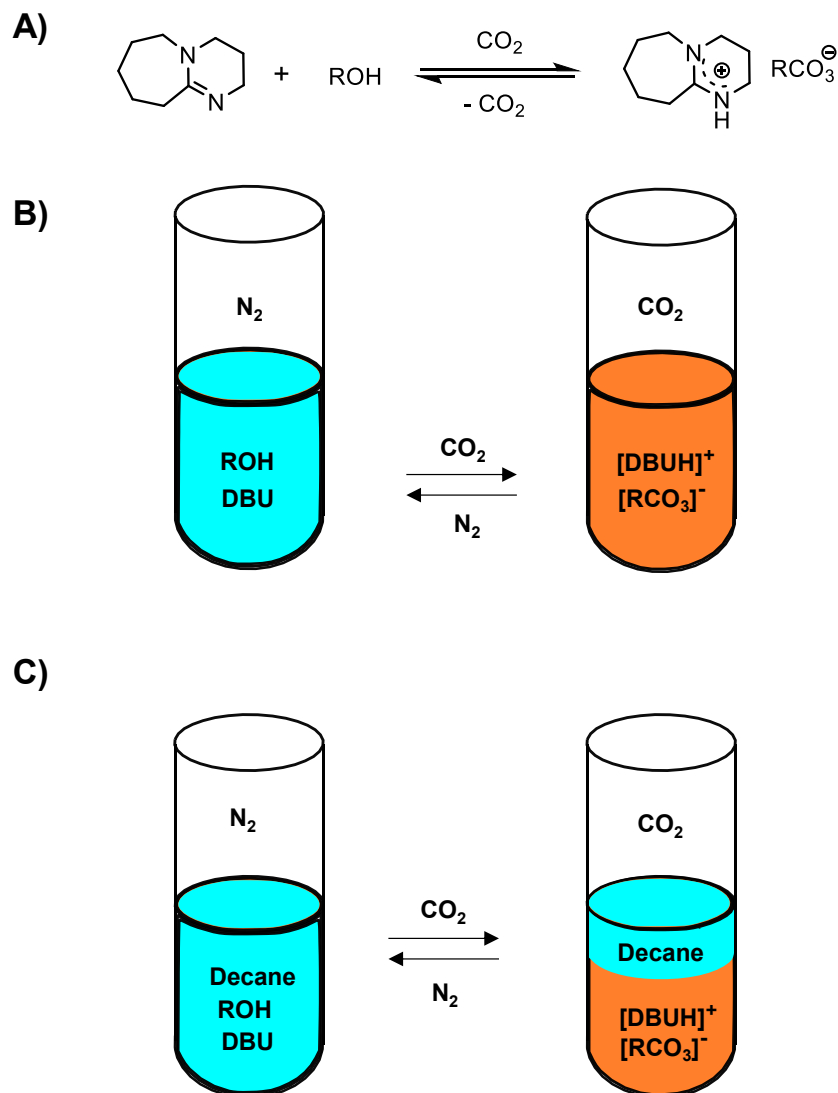 A)
N
N
+
ROH
CO₂
- CO₂
N
⊕
N
H
RCO₃⊖
B)
N₂
CO₂
ROH
DBU
CO₂
N₂
[DBUH]⁺
[RCO₃]⁻
C)
N₂
CO₂
Decane
ROH
DBU
CO₂
N₂
Decane
[DBUH]⁺
[RCO₃]⁻